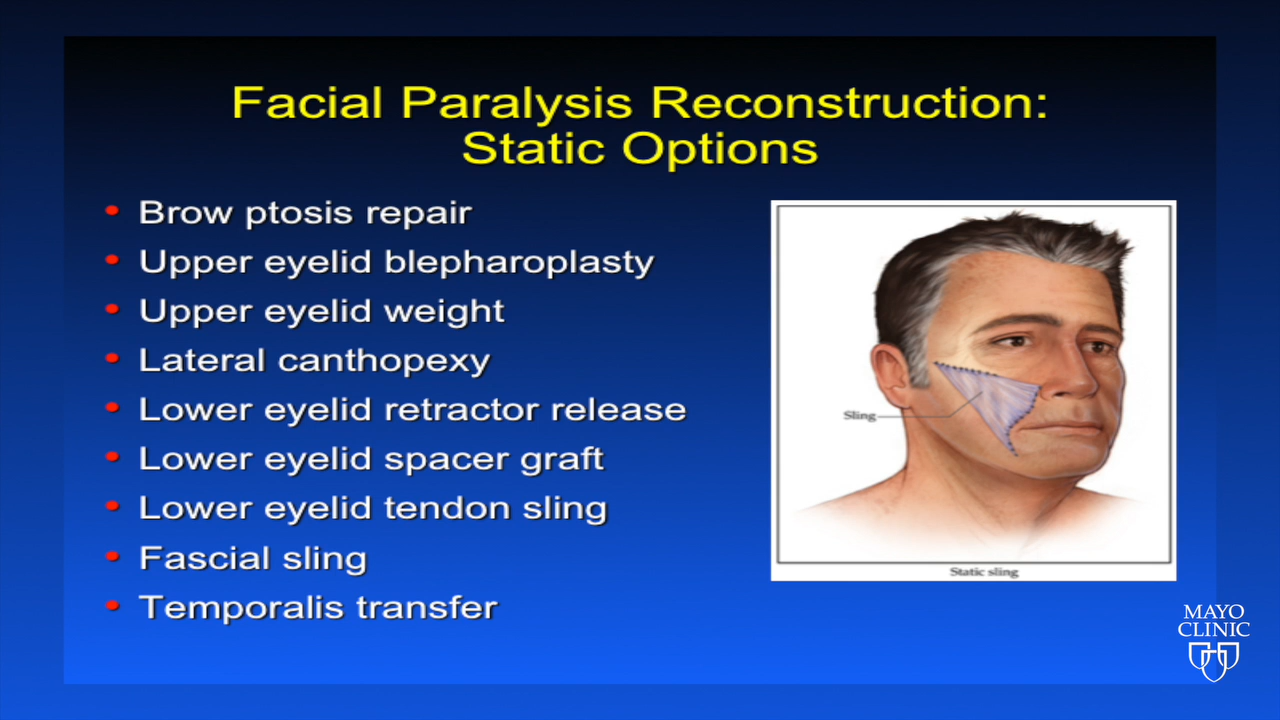 Facial Paralysis Reconstruction:
Static Options
• Brow ptosis repair
• Upper eyelid blepharoplasty
• Upper eyelid weight
• Lateral canthopexy
• Lower eyelid retractor release
• Lower eyelid spacer graft
• Lower eyelid tendon sling
• Fascial sling
• Temporalis transfer
Sling
Static sling
MAYO
CLINIC